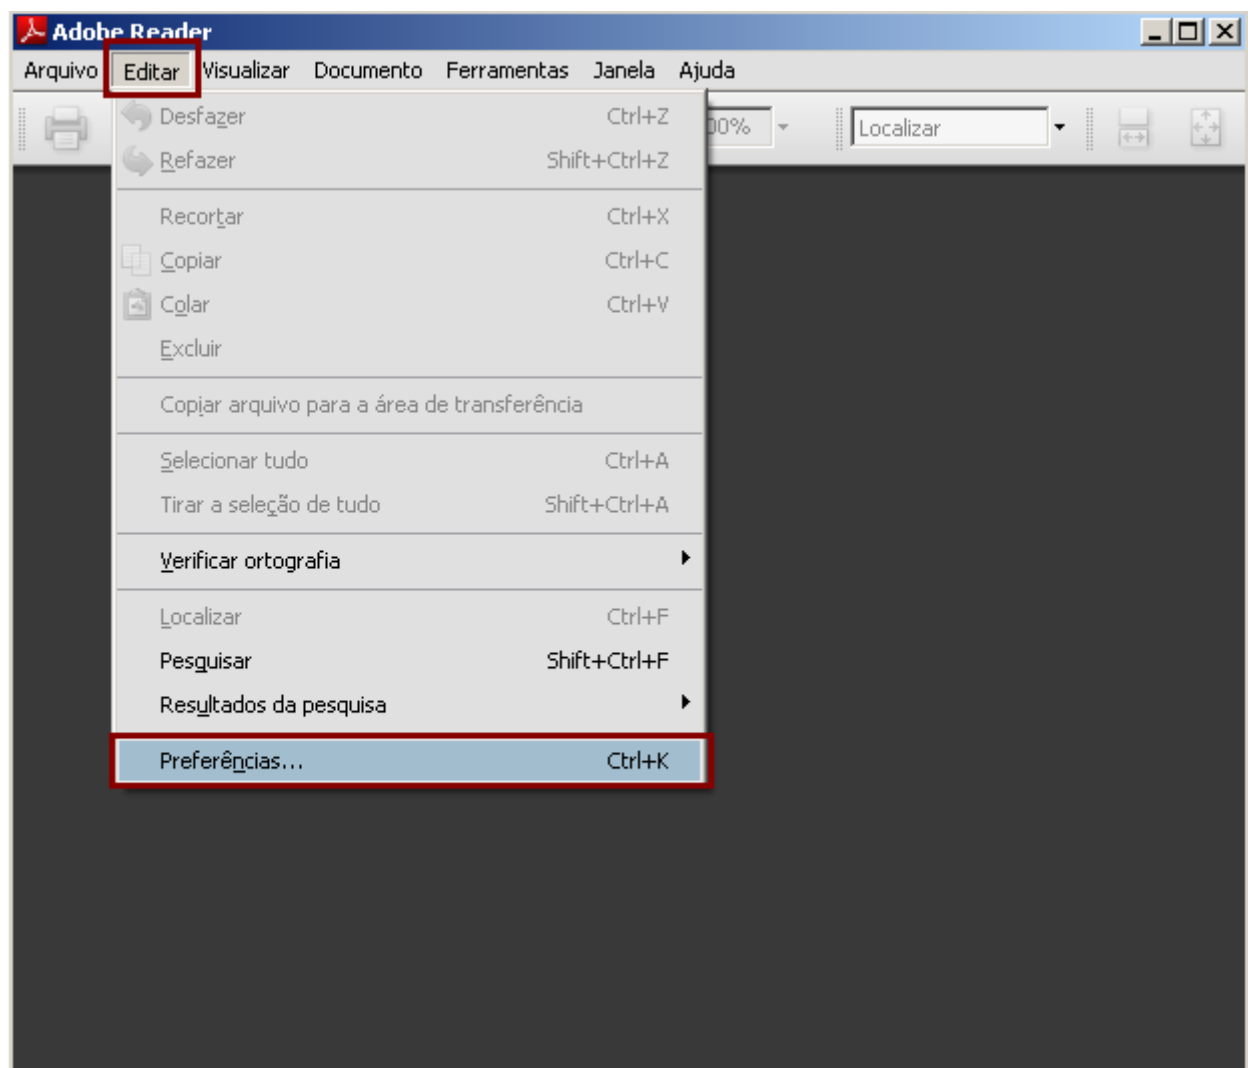 Adobe Reader
Arquivo Editar Visualizar Documento Ferramentas Janela Ajuda
00% Localizar
Desfazer Ctrl+Z
Refazer Shift+Ctrl+Z
Recortar Ctrl+X
Copiar Ctrl+C
Colar Ctrl+V
Excluir
Copiar arquivo para a área de transferência
Selecionar tudo Ctrl+A
Tirar a seleção de tudo Shift+Ctrl+A
Verificar ortografia
Localizar Ctrl+F
Pesquisar Shift+Ctrl+F
Resultados da pesquisa
Preferências... Ctrl+K